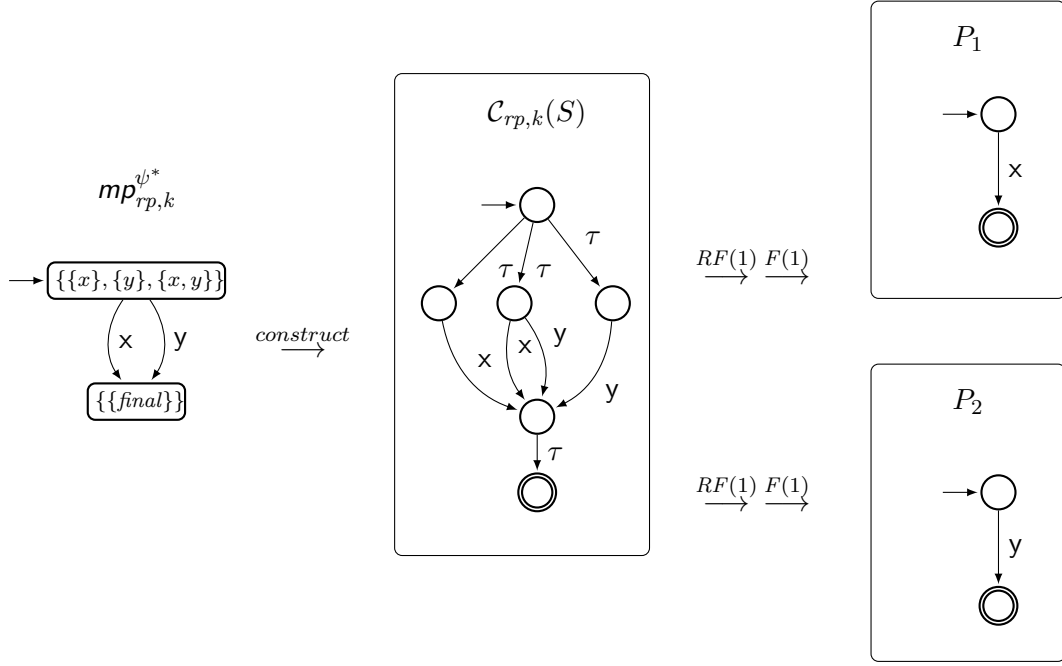 mp^{ψ*}_{rp,k}
{{x}, {y}, {x, y}}
x
y
{{final}}
construct
C_{rp,k}(S)
τ
τ
τ
x
x
y
y
τ
RF(1) F(1)
P_1
x
RF(1) F(1)
P_2
y